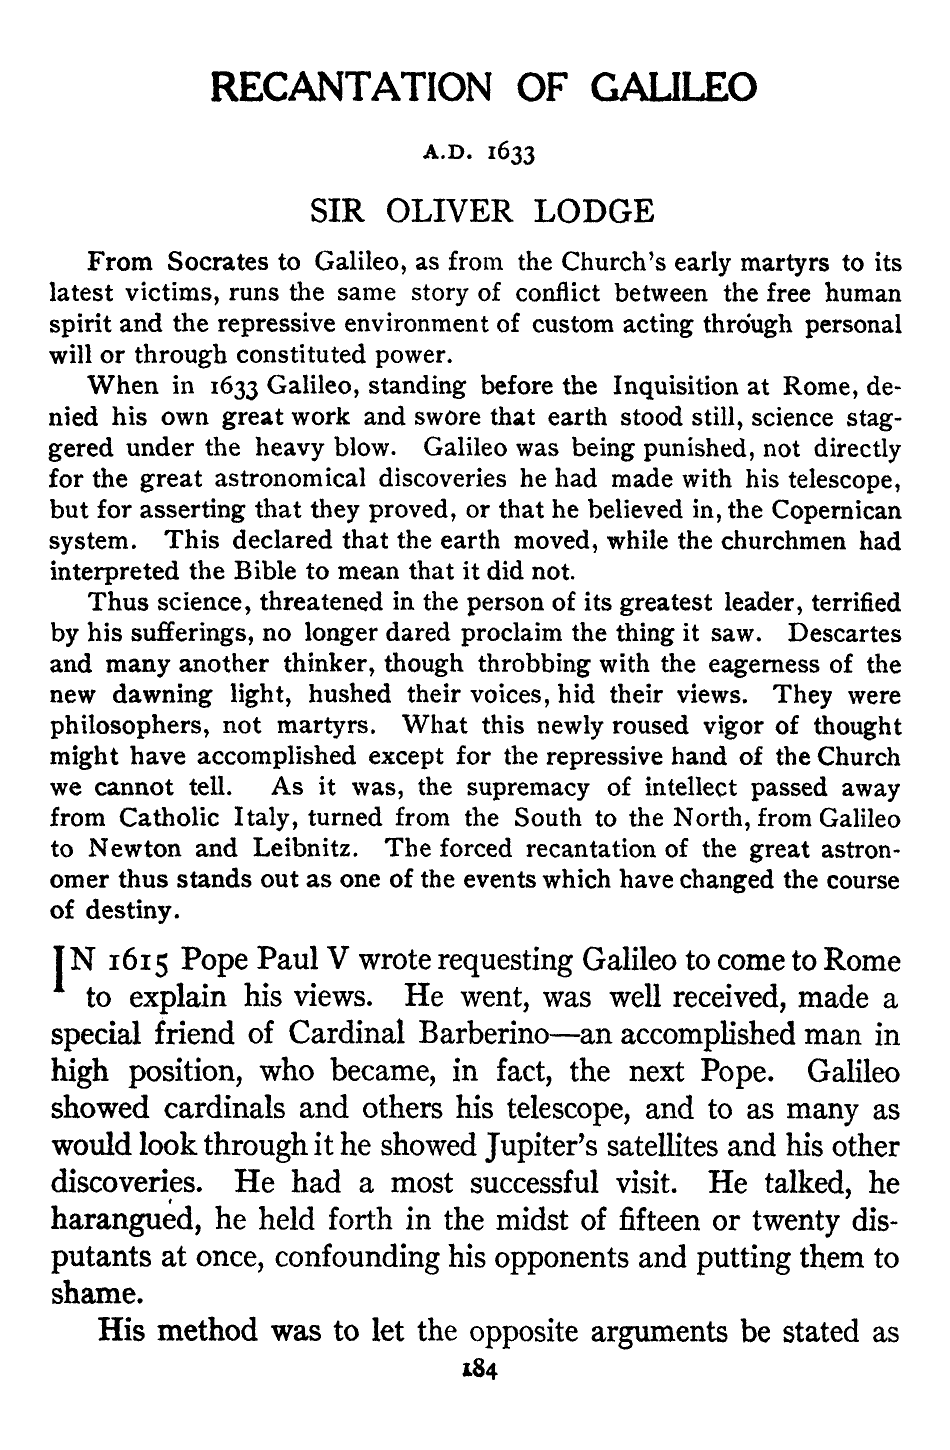 RECANTATION OF GALILEO
A.D. 1633
SIR OLIVER LODGE
From Socrates to Galileo, as from the Church's early martyrs to its
latest victims, runs the same story of conflict between the free human
spirit and the repressive environment of custom acting through personal
will or through constituted power.
When in 1633 Galileo, standing before the Inquisition at Rome, de-
nied his own great work and swore that earth stood still, science stag-
gered under the heavy blow. Galileo was being punished, not directly
for the great astronomical discoveries he had made with his telescope,
but for asserting that they proved, or that he believed in, the Copernican
system. This declared that the earth moved, while the churchmen had
interpreted the Bible to mean that it did not.
Thus science, threatened in the person of its greatest leader, terrified
by his sufferings, no longer dared proclaim the thing it saw. Descartes
and many another thinker, though throbbing with the eagerness of the
new dawning light, hushed their voices, hid their views. They were
philosophers, not martyrs. What this newly roused vigor of thought
might have accomplished except for the repressive hand of the Church
we cannot tell. As it was, the supremacy of intellect passed away
from Catholic Italy, turned from the South to the North, from Galileo
to Newton and Leibnitz. The forced recantation of the great astron-
omer thus stands out as one of the events which have changed the course
of destiny.
IN 1615 Pope Paul V wrote requesting Galileo to come to Rome
to explain his views. He went, was well received, made a
special friend of Cardinal Barberino—an accomplished man in
high position, who became, in fact, the next Pope. Galileo
showed cardinals and others his telescope, and to as many as
would look through it he showed Jupiter's satellites and his other
discoveries. He had a most successful visit. He talked, he
harangued, he held forth in the midst of fifteen or twenty dis-
putants at once, confounding his opponents and putting them to
shame.
His method was to let the opposite arguments be stated as
184